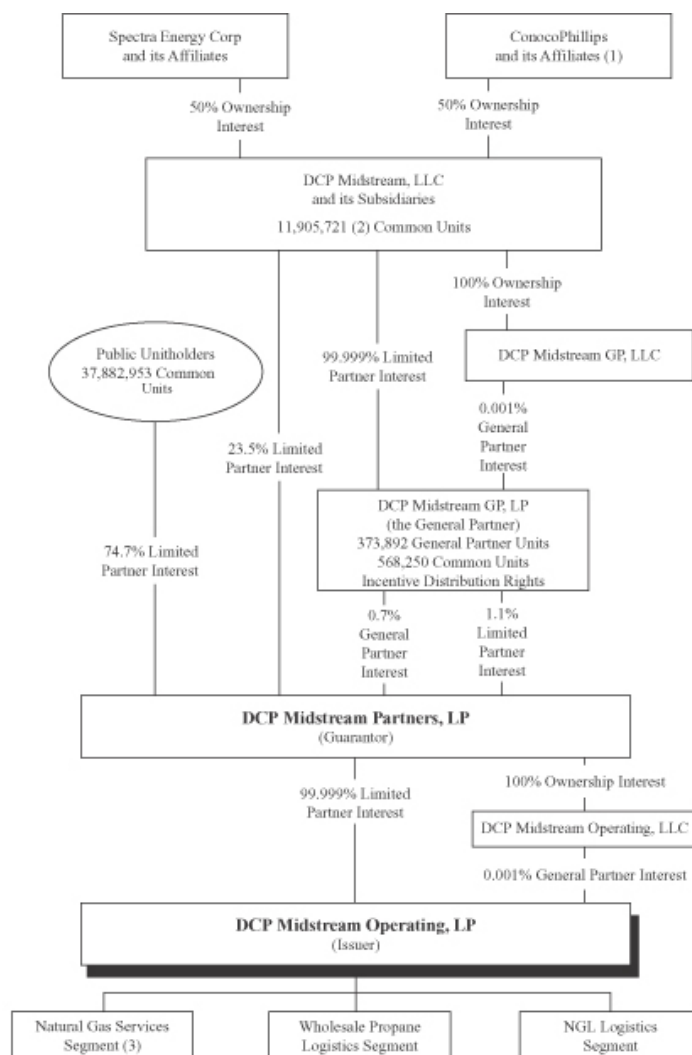 Spectra Energy Corp
and its Affiliates
ConocoPhillips
and its Affiliates (1)
50% Ownership
Interest
50% Ownership
Interest
DCP Midstream, LLC
and its Subsidiaries
11,905,721 (2) Common Units
100% Ownership
Interest
Public Unitholders
37,882,953 Common
Units
99.999% Limited
Partner Interest
DCP Midstream GP, LLC
23.5% Limited
Partner Interest
0.001%
General
Partner
Interest
DCP Midstream GP, LP
(the General Partner)
373,892 General Partner Units
568,250 Common Units
Incentive Distribution Rights
74.7% Limited
Partner Interest
0.7%
General
Partner
Interest
1.1%
Limited
Partner
Interest
DCP Midstream Partners, LP
(Guarantor)
99.999% Limited
Partner Interest
100% Ownership Interest
DCP Midstream Operating, LLC
0.001% General Partner Interest
DCP Midstream Operating, LP
(Issuer)
Natural Gas Services
Segment (3)
Wholesale Propane
Logistics Segment
NGL Logistics
Segment